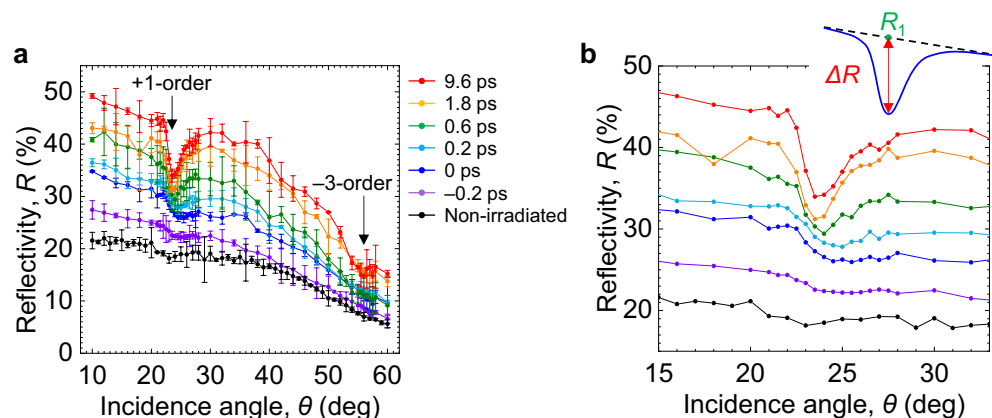 a
Reflectivity, R (%)
50
40
30
20
10
0
10 20 30 40 50 60
Incidence angle, θ (deg)
+1-order
–3-order
9.6 ps
1.8 ps
0.6 ps
0.2 ps
0 ps
–0.2 ps
Non-irradiated
b
R1
ΔR
Reflectivity, R (%)
50
40
30
20
15 20 25 30
Incidence angle, θ (deg)